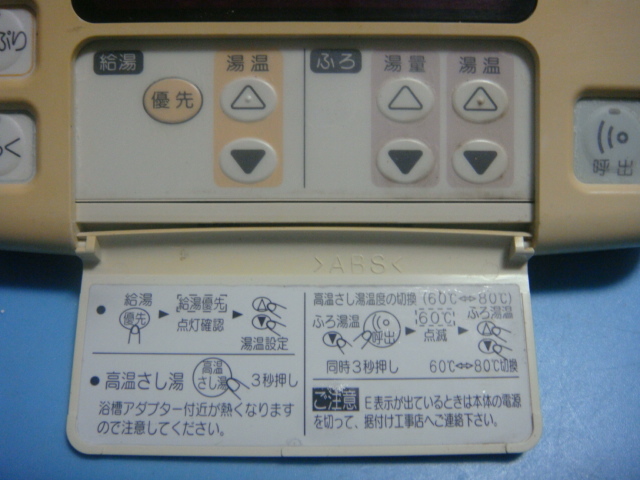 給湯
湯温
優先
ふろ
湯量
湯温
呼出
>ABS<
● 給湯
優先
給湯優先
点灯確認
湯温設定
● 高温さし湯
高温
さし湯
3秒押し
浴槽アダプター付近が熱くなります
ので注意してください。
高温さし湯温度の切換(60℃⇔80℃)
ふろ湯温
呼出
同時3秒押し
60℃
点滅
ふろ湯温
60℃⇔80℃切換
ご注意 E表示が出ているときは本体の電源
を切って、据付け工事店へご連絡下さい。